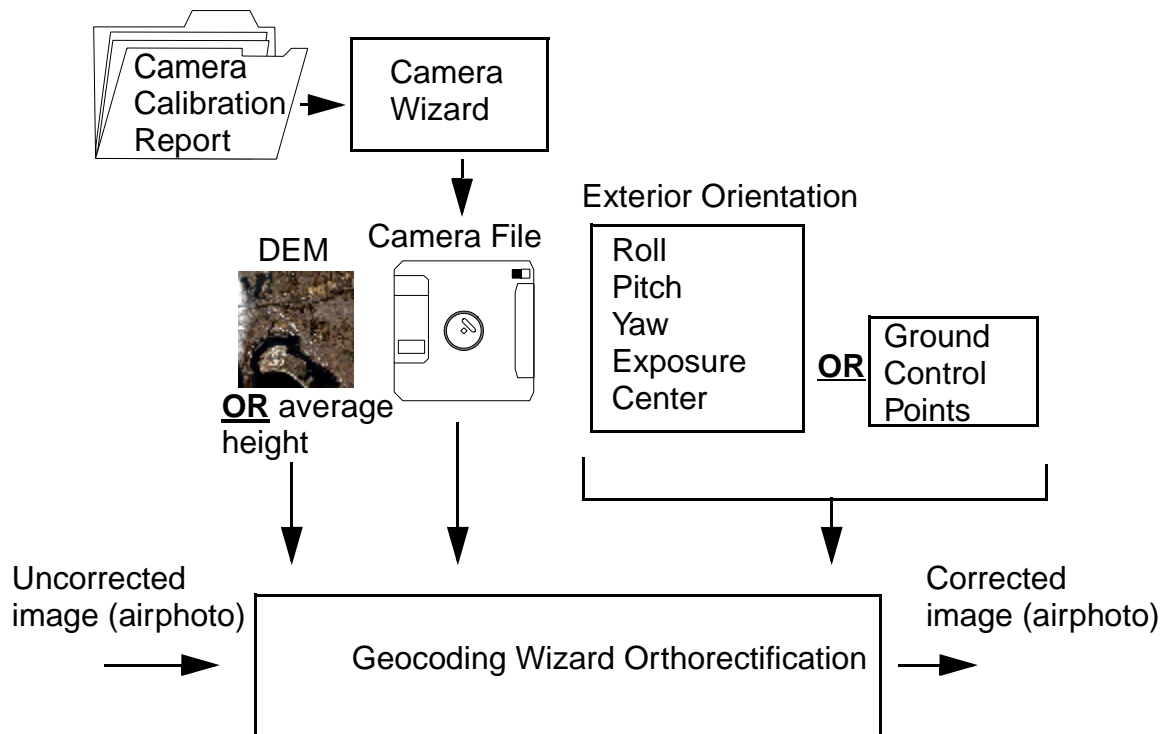 Camera
Calibration
Report
Camera
Wizard
Exterior Orientation
DEM
Camera File
Roll
Pitch
Yaw
Exposure
Center
OR
Ground
Control
Points
OR average
height
Uncorrected
image (airphoto)
Corrected
image (airphoto)
Geocoding Wizard Orthorectification